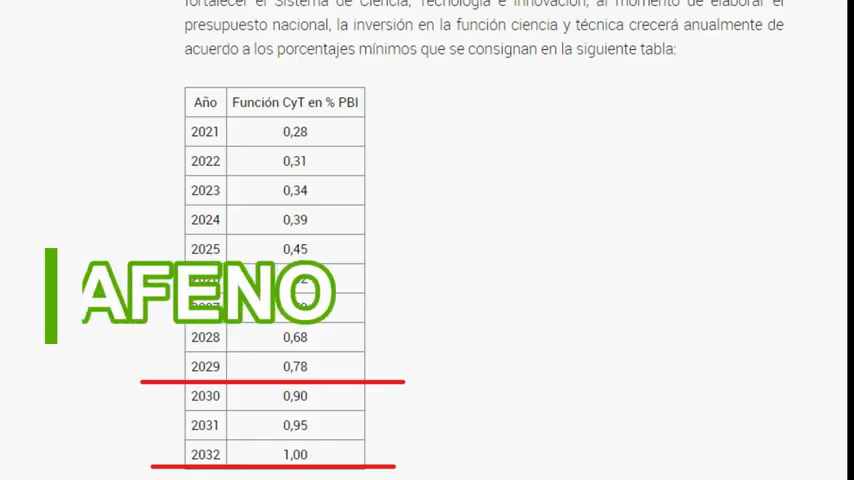 fortalecer el Sistema de Ciencia, Tecnología e Innovación, al momento de elaborar el
presupuesto nacional, la inversión en la función ciencia y técnica crecerá anualmente de
acuerdo a los porcentajes mínimos que se consignan en la siguiente tabla:
Año Función CyT en % PBI
2021 0,28
2022 0,31
2023 0,34
2024 0,39
2025 0,45
AFENO
2028 0,68
2029 0,78
2030 0,90
2031 0,95
2032 1,00